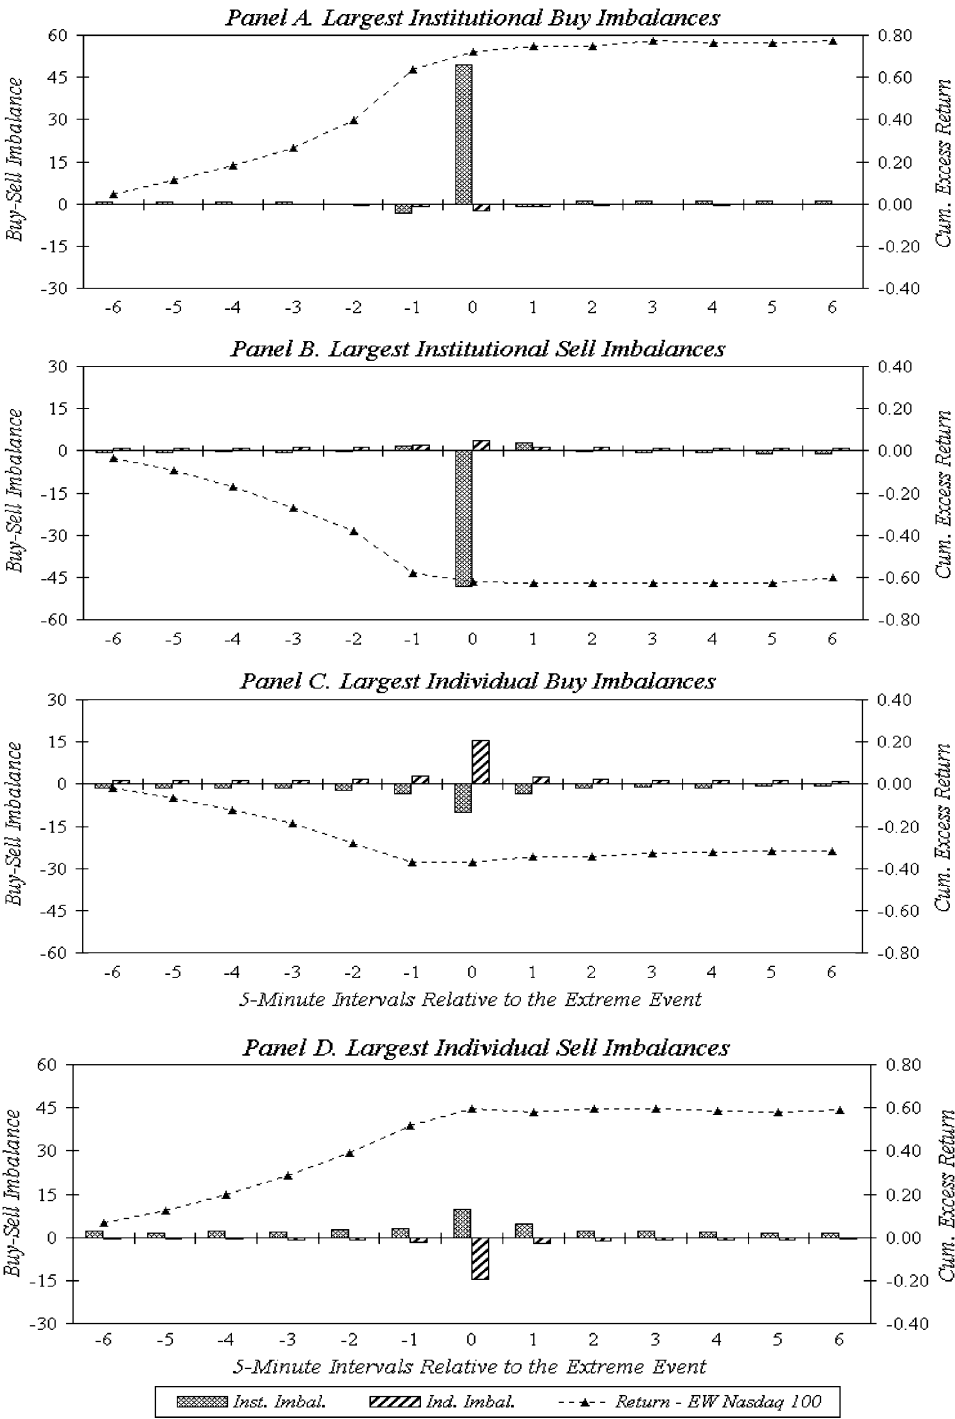 Panel A. Largest Institutional Buy Imbalances
60 0.80
45 0.60
30 0.40
15 0.20
0 0.00
-15 -0.20
-30 -0.40
Buy-Sell Imbalance
Cum. Excess Return
-6 -5 -4 -3 -2 -1 0 1 2 3 4 5 6
Panel B. Largest Institutional Sell Imbalances
30 0.40
15 0.20
0 0.00
-15 -0.20
-30 -0.40
-45 -0.60
-60 -0.80
Buy-Sell Imbalance
Cum. Excess Return
-6 -5 -4 -3 -2 -1 0 1 2 3 4 5 6
Panel C. Largest Individual Buy Imbalances
30 0.40
15 0.20
0 0.00
-15 -0.20
-30 -0.40
-45 -0.60
-60 -0.80
Buy-Sell Imbalance
Cum. Excess Return
-6 -5 -4 -3 -2 -1 0 1 2 3 4 5 6
5-Minute Intervals Relative to the Extreme Event
Panel D. Largest Individual Sell Imbalances
60 0.80
45 0.60
30 0.40
15 0.20
0 0.00
-15 -0.20
-30 -0.40
Buy-Sell Imbalance
Cum. Excess Return
-6 -5 -4 -3 -2 -1 0 1 2 3 4 5 6
5-Minute Intervals Relative to the Extreme Event
Inst. Imbal. Ind. Imbal. Return - EW Nasdaq 100